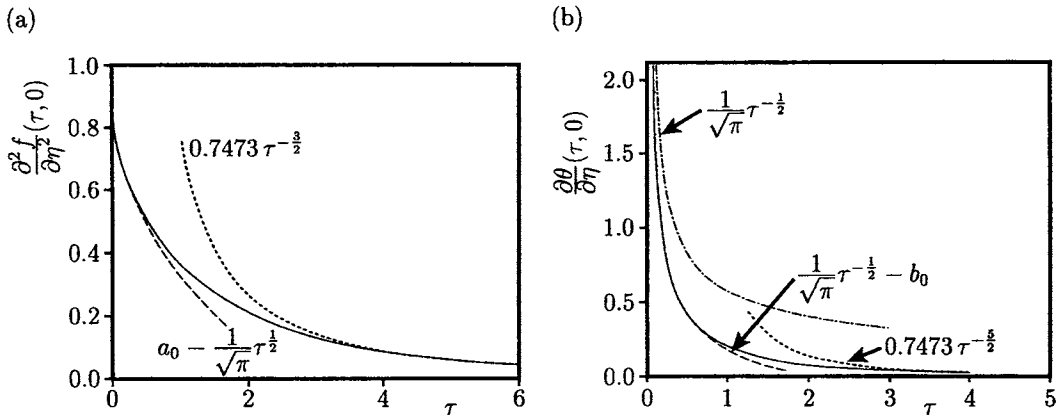 (a)
1.0
0.8
0.6
0.4
0.2
0.0
0
2
4
6
τ
∂²f/∂η² (τ, 0)
0.7473 τ^{-3/2}
a₀ − 1/√π τ^{1/2}
(b)
2.0
1.5
1.0
0.5
0.0
0
1
2
3
4
5
τ
∂θ/∂η (τ, 0)
1/√π τ^{-1/2}
1/√π τ^{-1/2} − b₀
0.7473 τ^{-5/2}